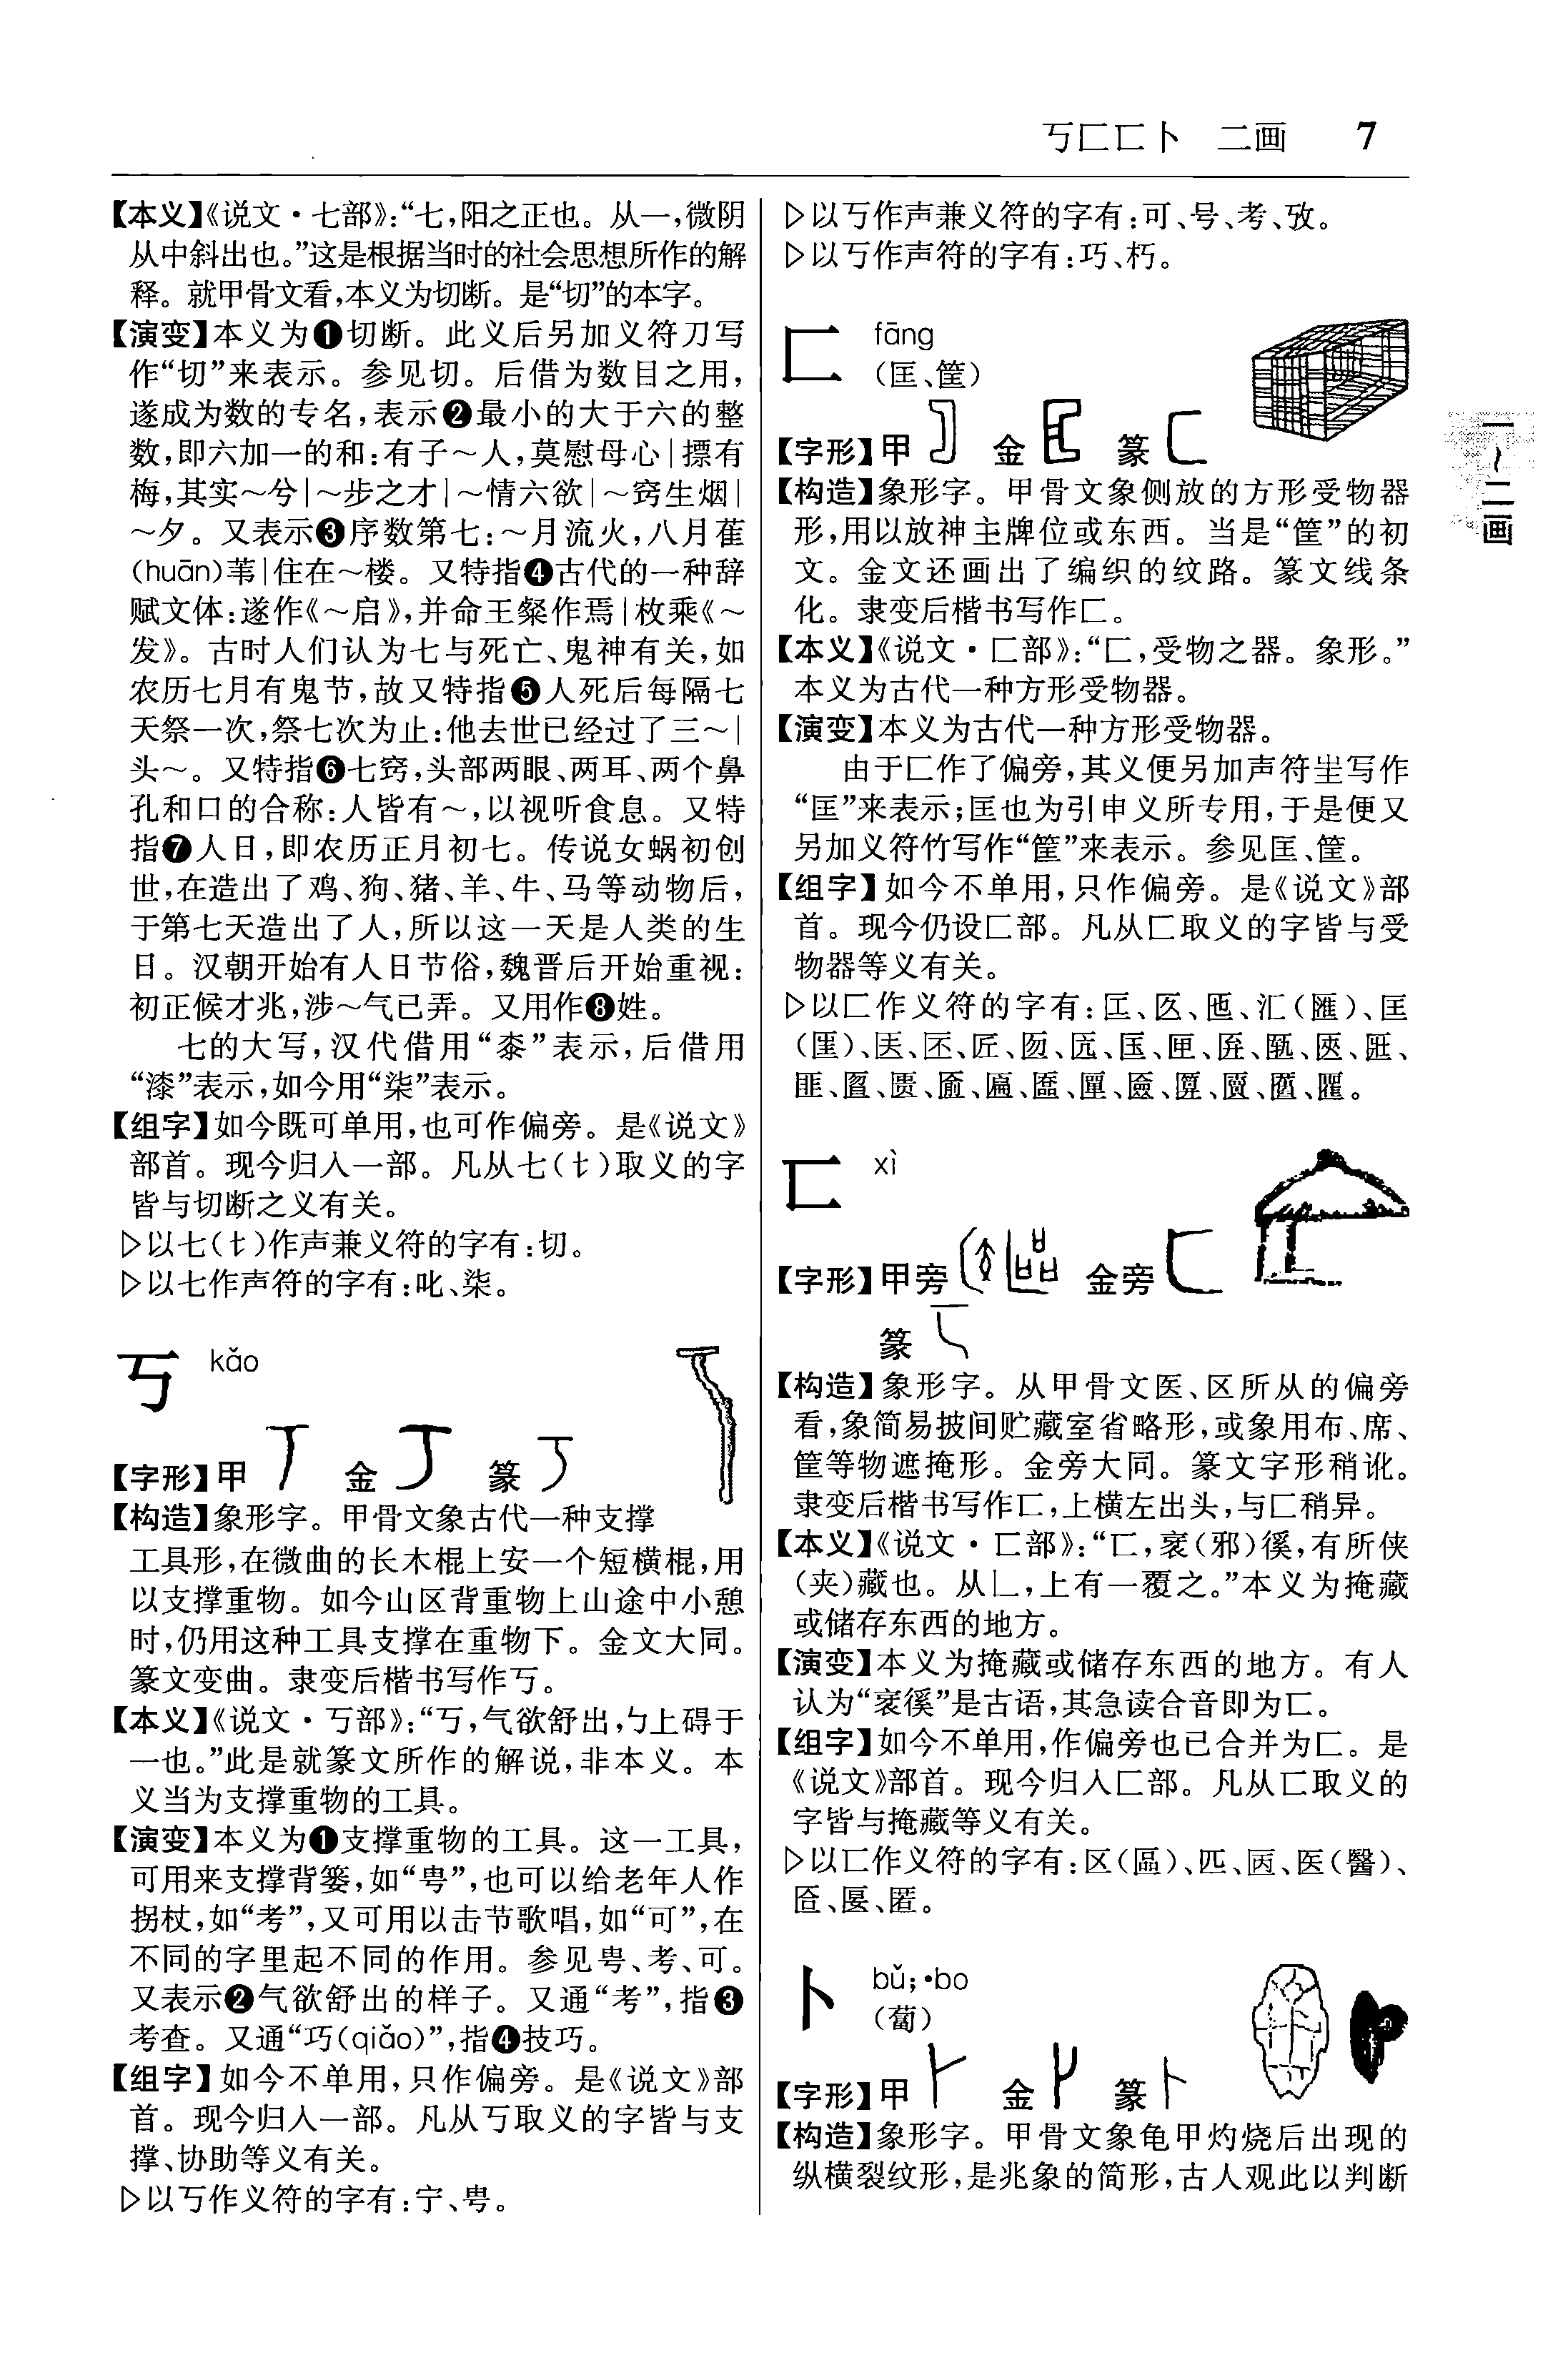 丂匚匸卜　二画　7
【本义】《说文·七部》：“七，阳之正也。从一，微阴
从中斜出也。”这是根据当时的社会思想所作的解
释。就甲骨文看，本义为切断。是“切”的本字。
【演变】本义为❶切断。此义后另加义符刀写
作“切”来表示。参见切。后借为数目之用，
遂成为数的专名，表示❷最小的大于六的整
数，即六加一的和：有子～人，莫慰母心｜摽有
梅，其实～兮｜～步之才｜～情六欲｜～窍生烟｜
～夕。又表示❸序数第七：～月流火，八月萑
(huān)苇｜住在～楼。又特指❹古代的一种辞
赋文体：遂作《～启》，并命王粲作焉｜枚乘《～
发》。古时人们认为七与死亡、鬼神有关，如
农历七月有鬼节，故又特指❺人死后每隔七
天祭一次，祭七次为止：他去世已经过了三～｜
头～。又特指❻七窍，头部两眼、两耳、两个鼻
孔和口的合称：人皆有～，以视听食息。又特
指❼人日，即农历正月初七。传说女娲初创
世，在造出了鸡、狗、猪、羊、牛、马等动物后，
于第七天造出了人，所以这一天是人类的生
日。汉朝开始有人日节俗，魏晋后开始重视：
初正候才兆，涉～气已弄。又用作❽姓。
七的大写，汉代借用“桼”表示，后借用
“漆”表示，如今用“柒”表示。
【组字】如今既可单用，也可作偏旁。是《说文》
部首。现今归入一部。凡从七(𠀁)取义的字
皆与切断之义有关。
▷以七(𠀁)作声兼义符的字有：切。
▷以七作声符的字有：叱、柒。
丂 kǎo
【字形】甲 金 篆
【构造】象形字。甲骨文象古代一种支撑
工具形，在微曲的长木棍上安一个短横棍，用
以支撑重物。如今山区背重物上山途中小憩
时，仍用这种工具支撑在重物下。金文大同。
篆文变曲。隶变后楷书写作丂。
【本义】《说文·丂部》：“丂，气欲舒出，㇉上碍于
一也。”此是就篆文所作的解说，非本义。本
义当为支撑重物的工具。
【演变】本义为❶支撑重物的工具。这一工具，
可用来支撑背篓，如“甹”，也可以给老年人作
拐杖，如“考”，又可用以击节歌唱，如“可”，在
不同的字里起不同的作用。参见甹、考、可。
又表示❷气欲舒出的样子。又通“考”，指❸
考查。又通“巧(qiǎo)”，指❹技巧。
【组字】如今不单用，只作偏旁。是《说文》部
首。现今归入一部。凡从丂取义的字皆与支
撑、协助等义有关。
▷以丂作义符的字有：宁、甹。
▷以丂作声兼义符的字有：可、号、考、攷。
▷以丂作声符的字有：巧、朽。
匚 fāng
（匡、筐）
【字形】甲 金 篆
【构造】象形字。甲骨文象侧放的方形受物器
形，用以放神主牌位或东西。当是“筐”的初
文。金文还画出了编织的纹路。篆文线条
化。隶变后楷书写作匚。
【本义】《说文·匚部》：“匚，受物之器。象形。”
本义为古代一种方形受物器。
【演变】本义为古代一种方形受物器。
由于匚作了偏旁，其义便另加声符㞷写作
“匡”来表示；匡也为引申义所专用，于是便又
另加义符竹写作“筐”来表示。参见匡、筐。
【组字】如今不单用，只作偏旁。是《说文》部
首。现今仍设匚部。凡从匚取义的字皆与受
物器等义有关。
▷以匚作义符的字有：匞、匛、匜、汇（匯）、匡
匪、匴、匮、匬、匾
匸 xì
【字形】甲旁 金旁
篆
【构造】象形字。从甲骨文医、区所从的偏旁
看，象简易披间贮藏室省略形，或象用布、席、
筐等物遮掩形。金旁大同。篆文字形稍讹。
隶变后楷书写作匸，上横左出头，与匚稍异。
【本义】《说文·匸部》：“匸，衺（邪）徯，有所侠
（夹）藏也。从乚，上有一覆之。”本义为掩藏
或储存东西的地方。
【演变】本义为掩藏或储存东西的地方。有人
认为“衺徯”是古语，其急读合音即为匸。
【组字】如今不单用，作偏旁也已合并为匚。是
《说文》部首。现今归入匚部。凡从匸取义的
字皆与掩藏等义有关。
▷以匸作义符的字有：区（區）、匹、医（醫）、
匼、匽、匿。
卜 bǔ；·bo
（蔔）
【字形】甲 金 篆
【构造】象形字。甲骨文象龟甲灼烧后出现的
纵横裂纹形，是兆象的简形，古人观此以判断
一～二画